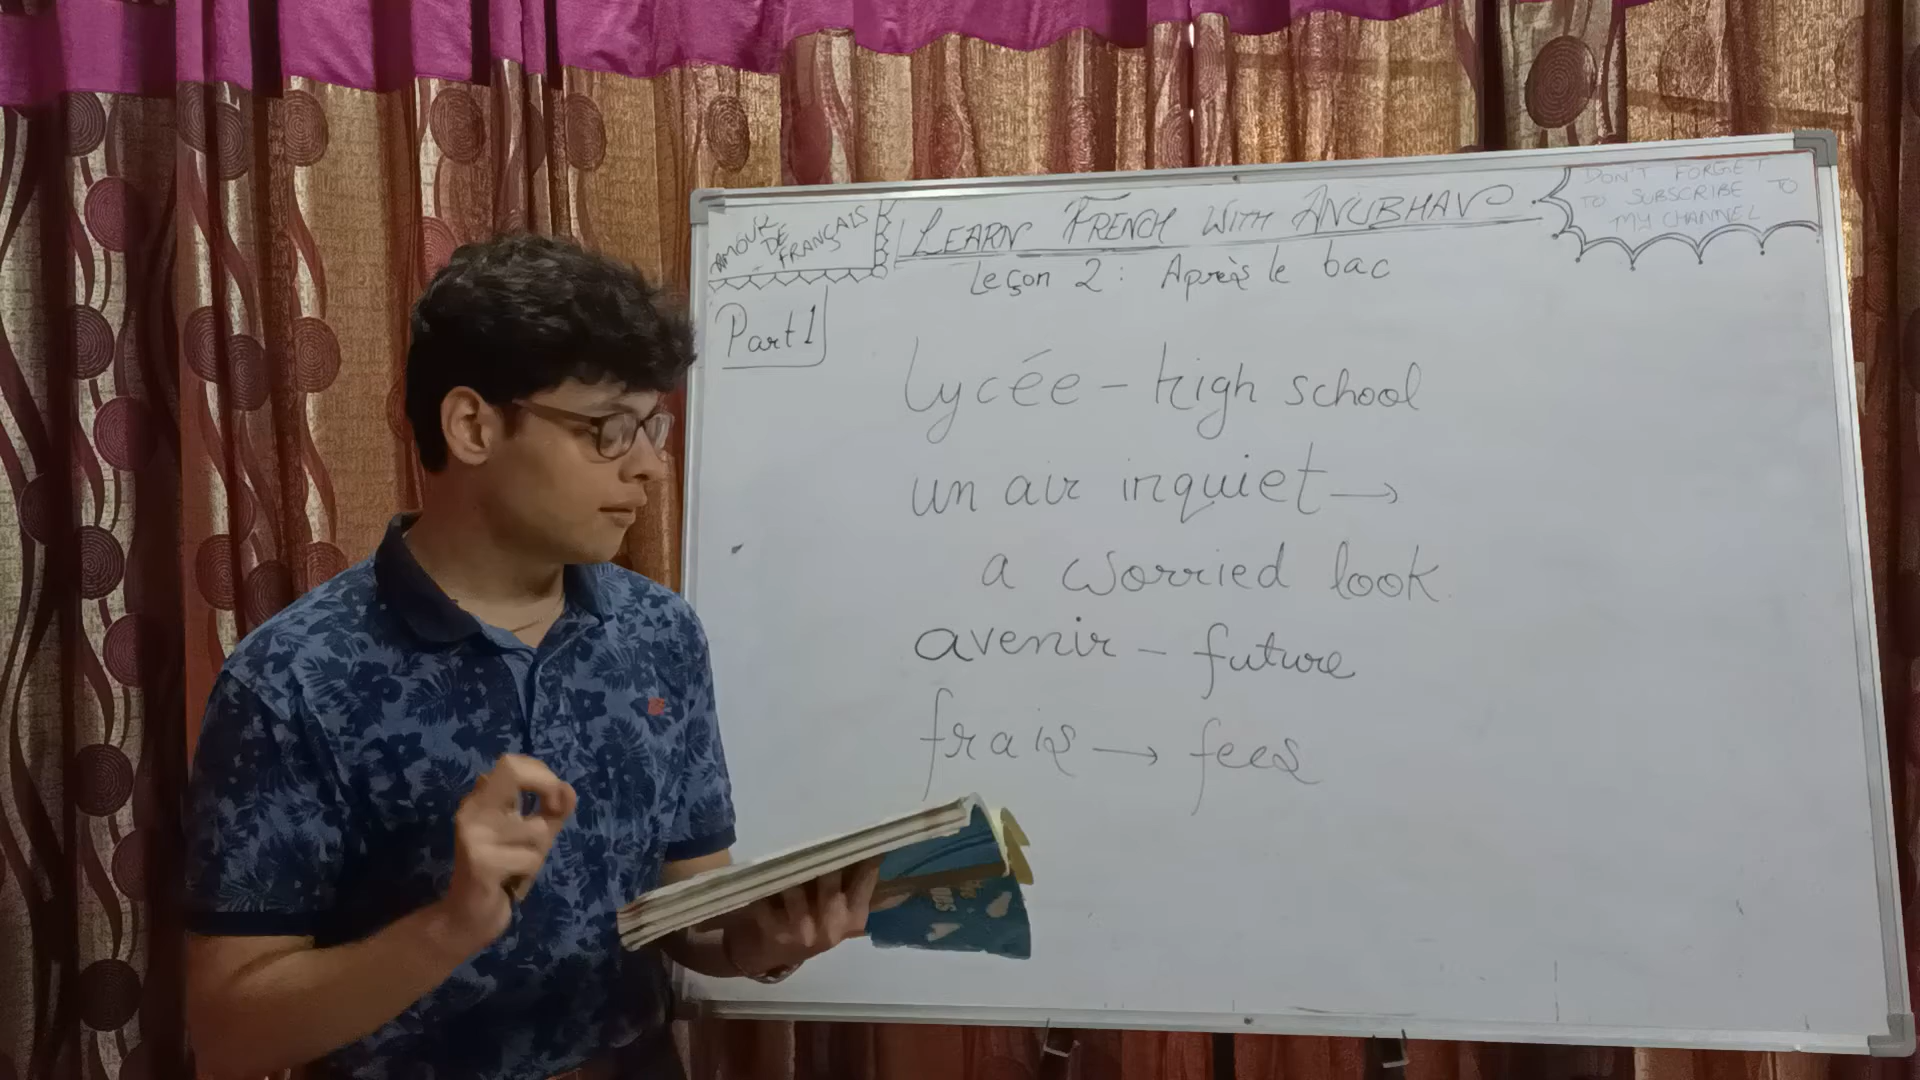 AMOUR
DE
FRANÇAIS
LEARN FRENCH WITH ANUBHAV
DON'T FORGET
TO SUBSCRIBE TO
MY CHANNEL
Leçon 2 : Après le bac
Part 1
lycée – high school
un air inquiet →
a worried look
avenir – future
frais → fees